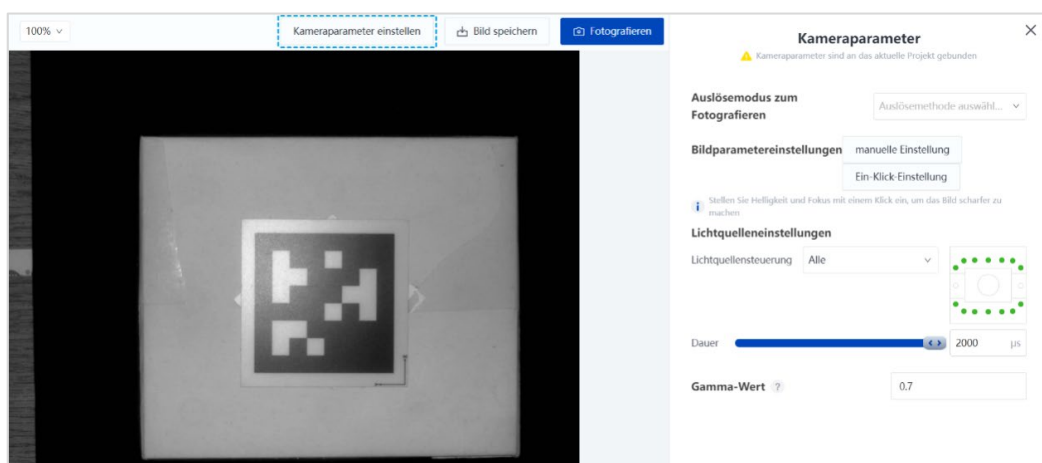 100%
Kameraparameter einstellen
Bild speichern
Fotografieren
Kameraparameter
Kameraparameter sind an das aktuelle Projekt gebunden
Auslösemodus zum
Fotografieren
Auslösemethode auswähl...
Bildparametereinstellungen
manuelle Einstellung
Ein-Klick-Einstellung
Stellen Sie Helligkeit und Fokus mit einem Klick ein, um das Bild scharfer zu
machen
Lichtquelleneinstellungen
Lichtquellensteuerung Alle
Dauer 2000 µs
Gamma-Wert ? 0.7